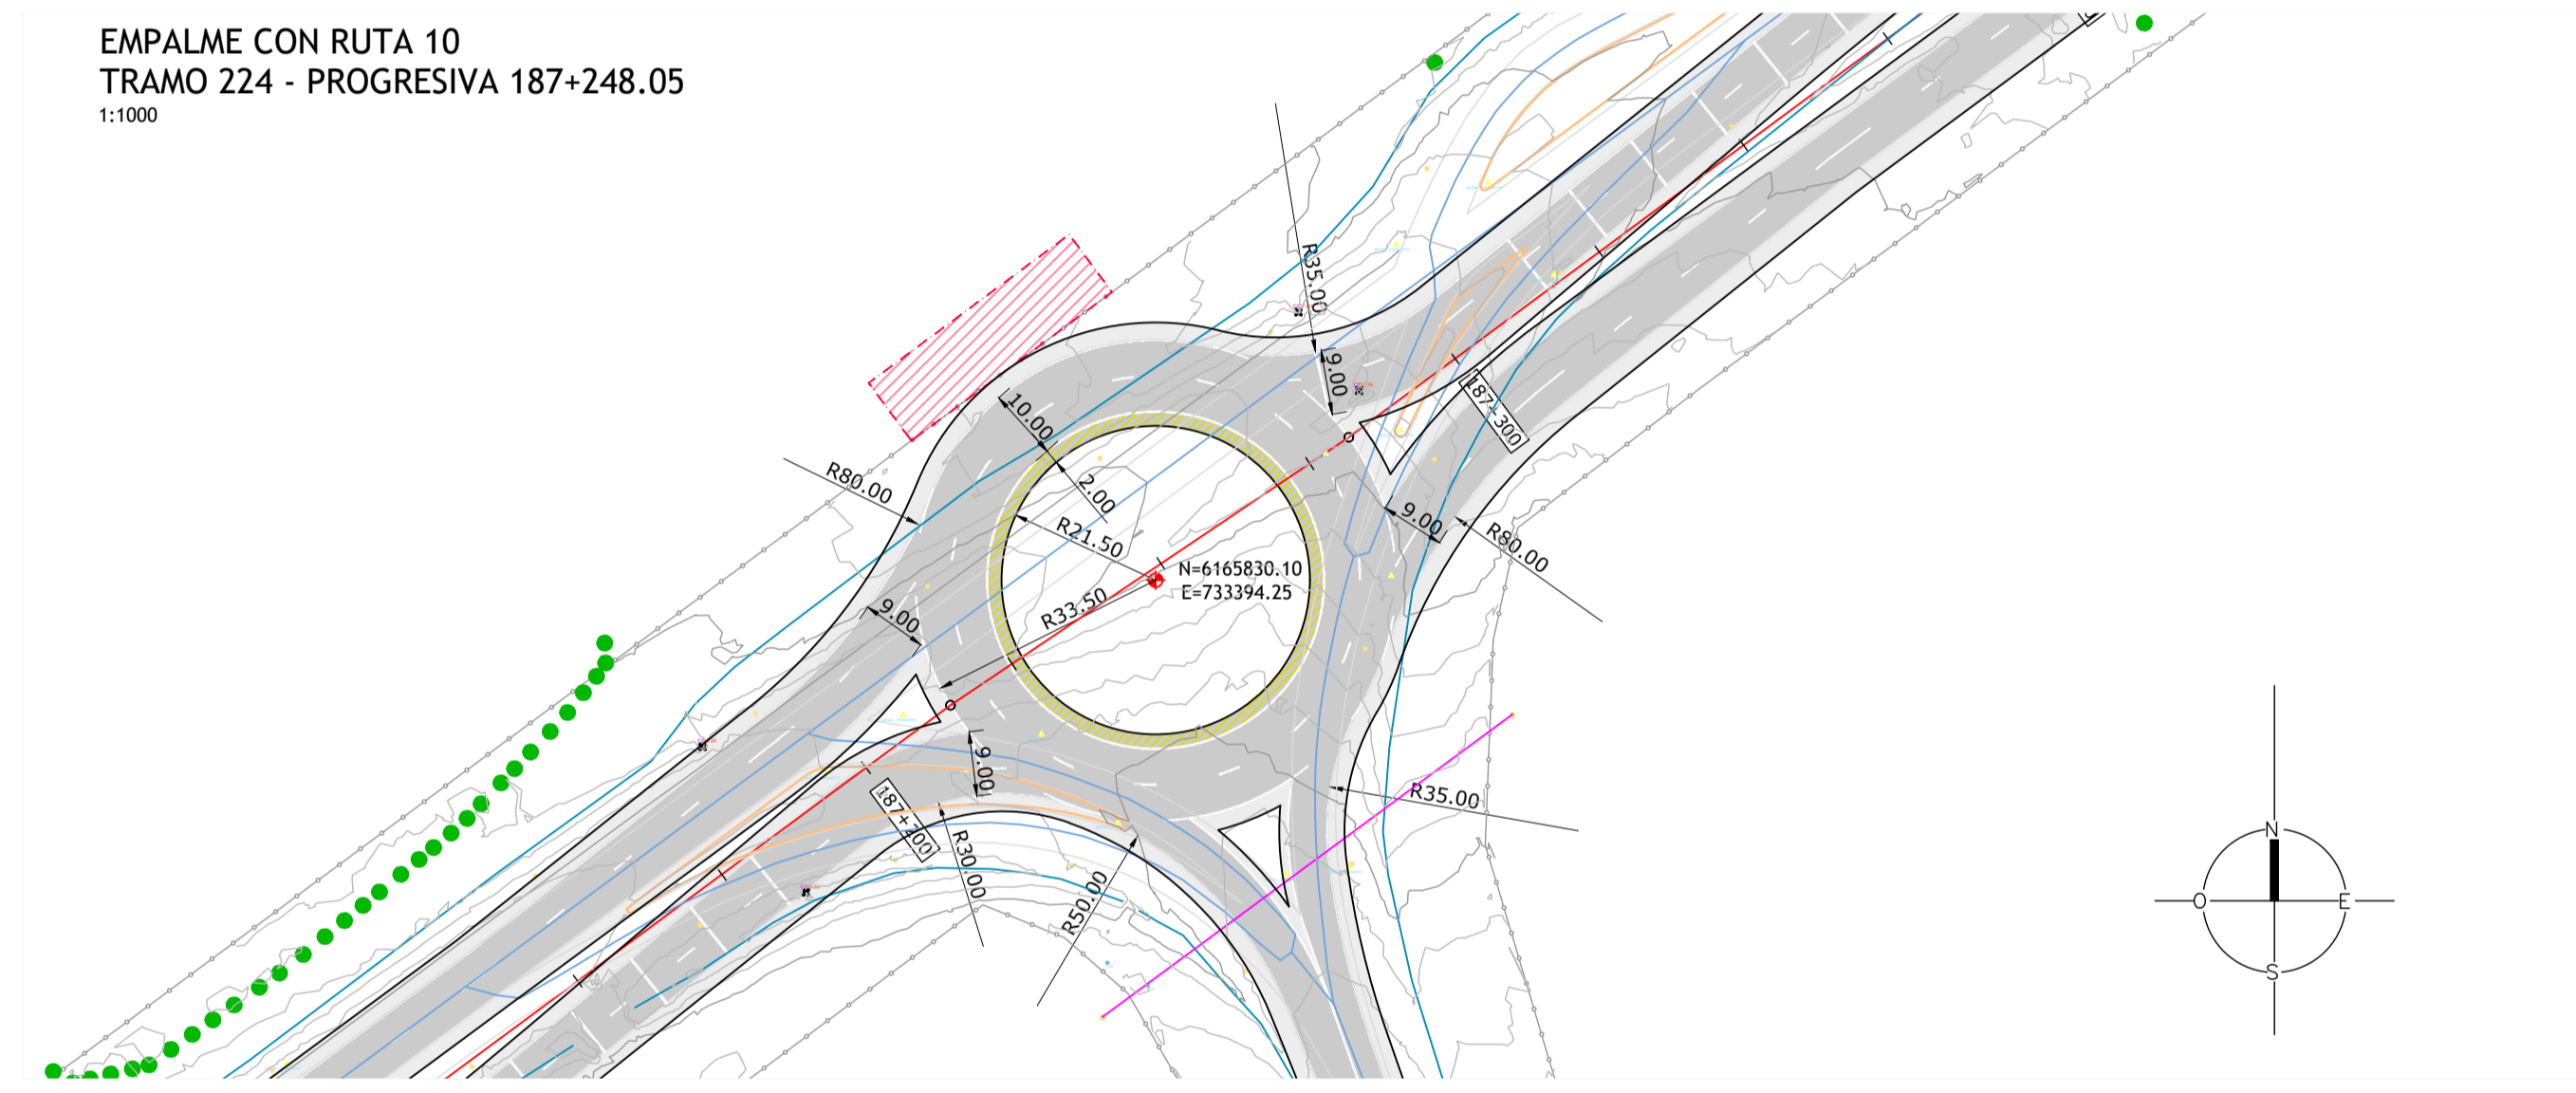 EMPALME CON RUTA 10
TRAMO 224 - PROGRESIVA 187+248.05
1:1000
R35.00
9.00
187+300
10.00
2.00
R80.00
R21.50
9.00
R80.00
N=6165830.10
E=733394.25
R33.50
9.00
9.00
R35.00
187+200
R30.00
R50.00
N
O
E
S